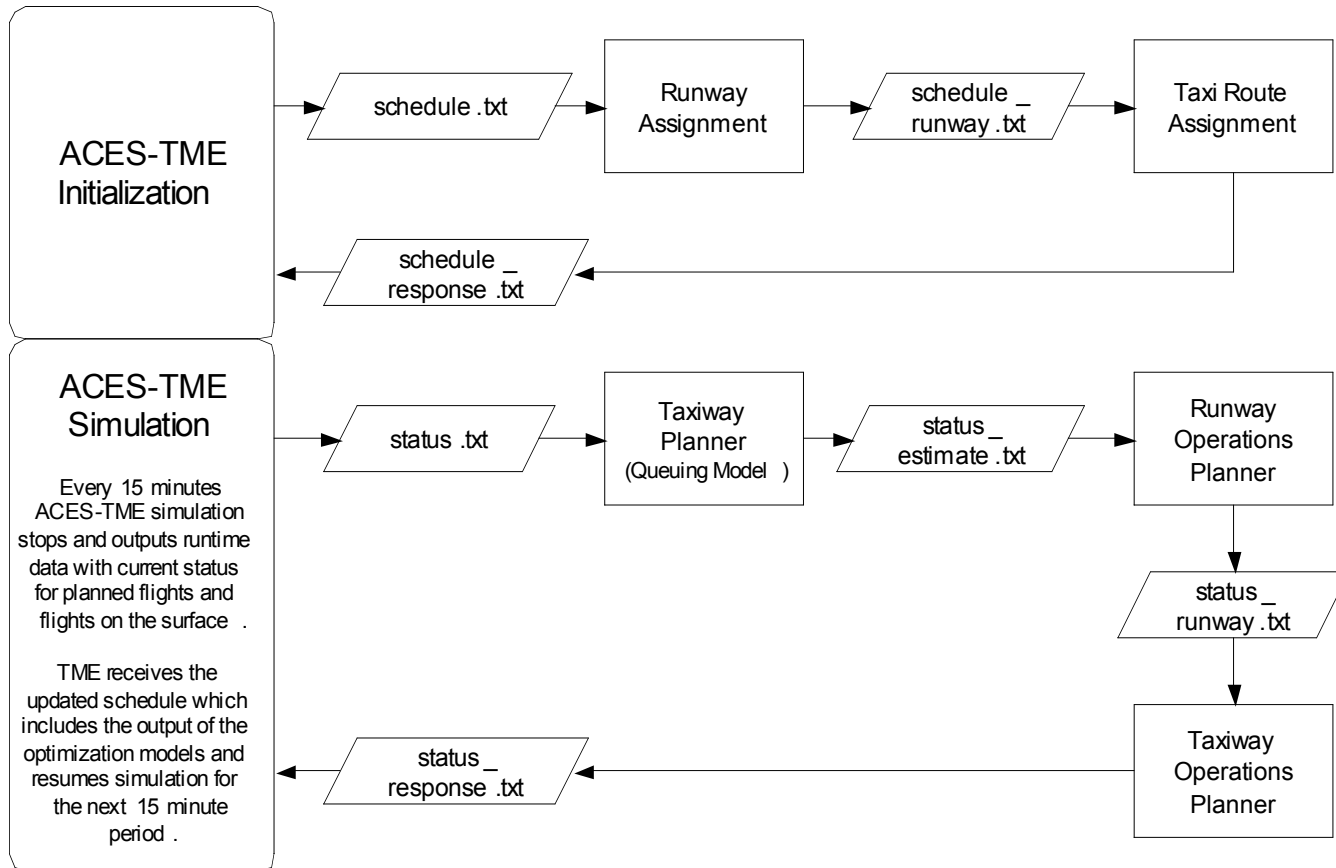 ACES-TME
Initialization
schedule .txt
Runway
Assignment
schedule _
runway .txt
Taxi Route
Assignment
schedule _
response .txt
ACES-TME
Simulation
Every 15 minutes
ACES-TME simulation
stops and outputs runtime
data with current status
for planned flights and
flights on the surface .
TME receives the
updated schedule which
includes the output of the
optimization models and
resumes simulation for
the next 15 minute
period .
status .txt
Taxiway
Planner
(Queuing Model )
status _
estimate .txt
Runway
Operations
Planner
status _
runway .txt
Taxiway
Operations
Planner
status _
response .txt